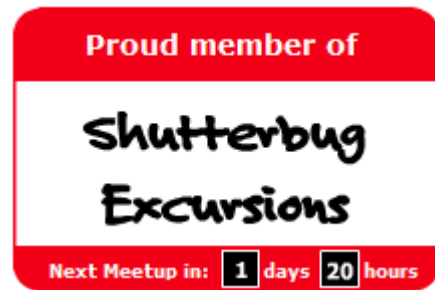 Proud member of
Shutterbug
Excursions
Next Meetup in: 1 days 20 hours